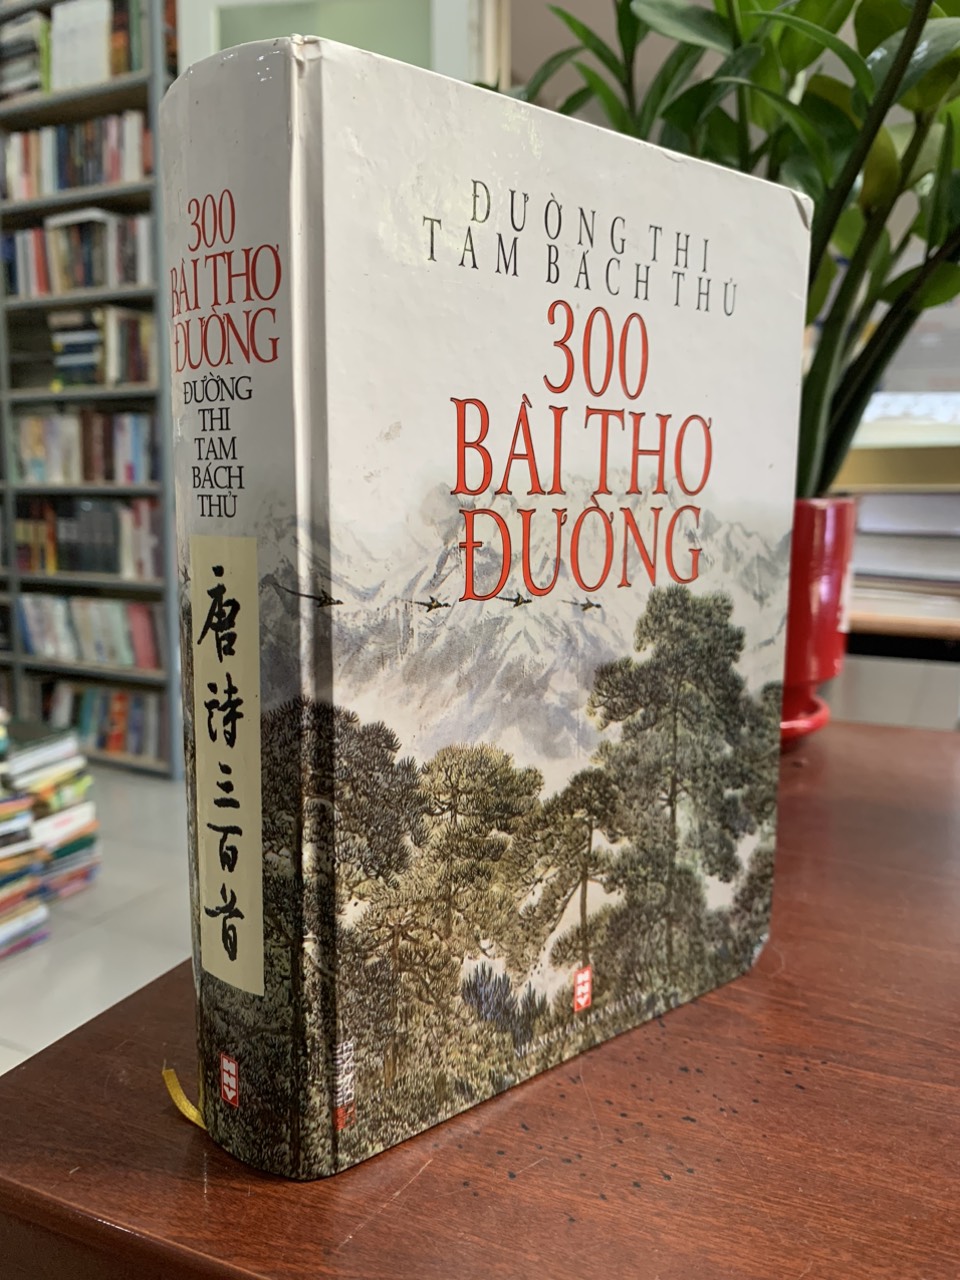 300
BÀI THƠ
ĐƯỜNG
ĐƯỜNG
THI
TAM
BÁCH
THỦ
唐詩三百首
ĐƯỜNG THI
TAM BÁCH THỦ
300
BÀI THƠ
ĐƯỜNG